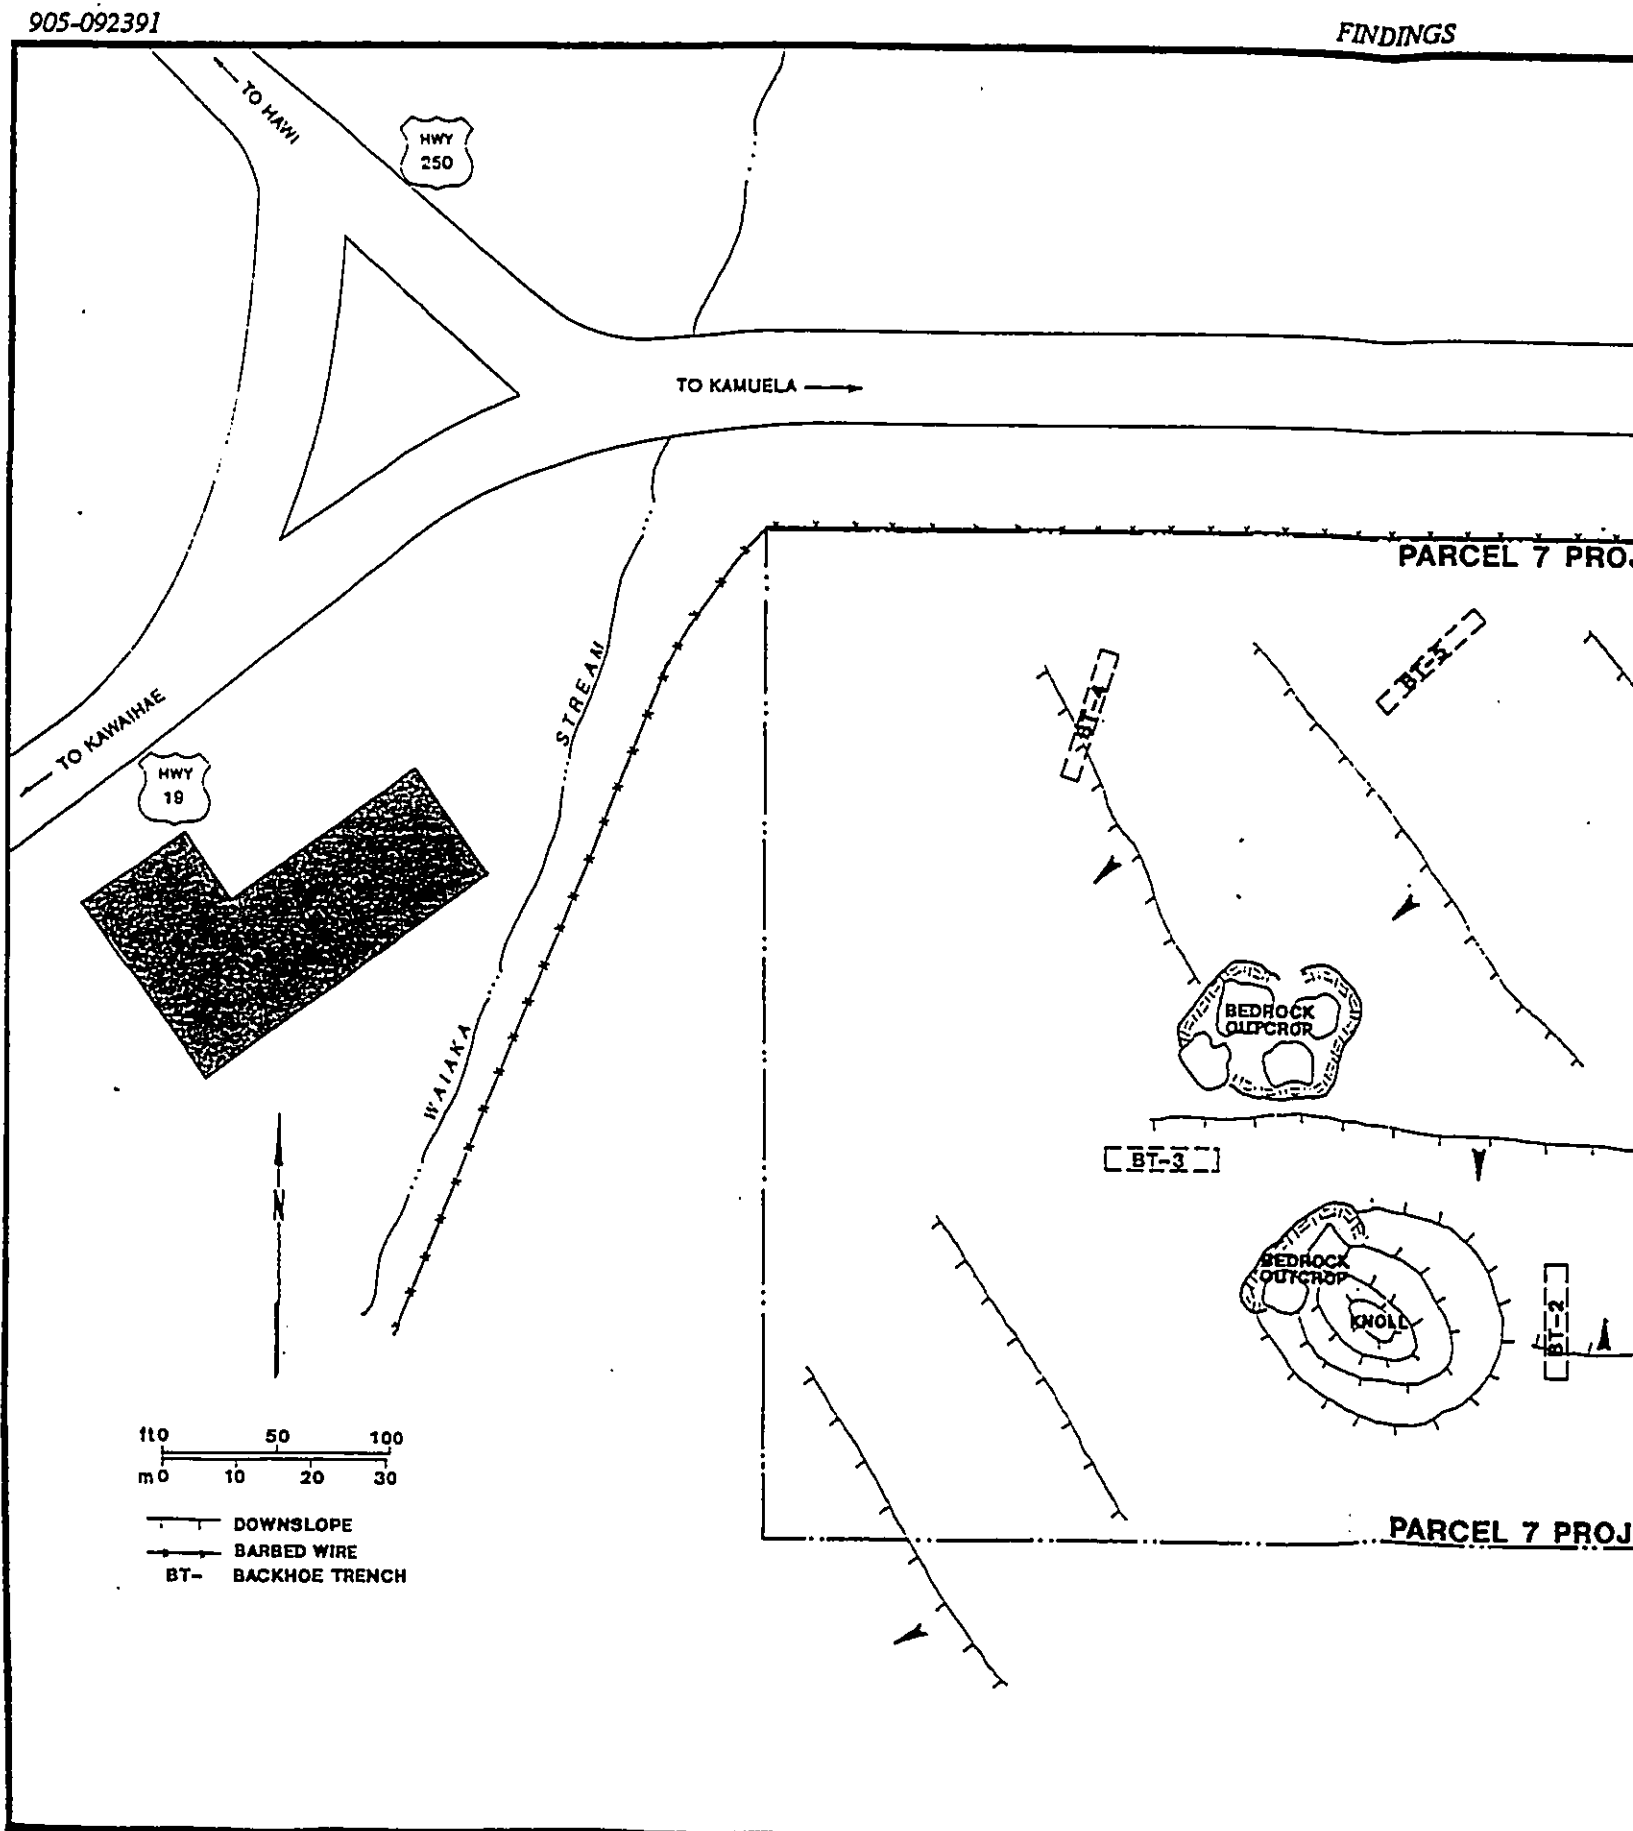 905-092391
FINDINGS
TO HAWI
HWY
250
TO KAMUELA
PARCEL 7 PROJ
BT-5
BT-4
STREAM
TO KAWAIHAE
HWY
19
BEDROCK
OUTCROP
WAIAKA
BT-3
N
BEDROCK
OUTCROP
KNOLL
BT-2
ft 0 50 100
m 0 10 20 30
DOWNSLOPE
BARBED WIRE
BT- BACKHOE TRENCH
PARCEL 7 PROJ